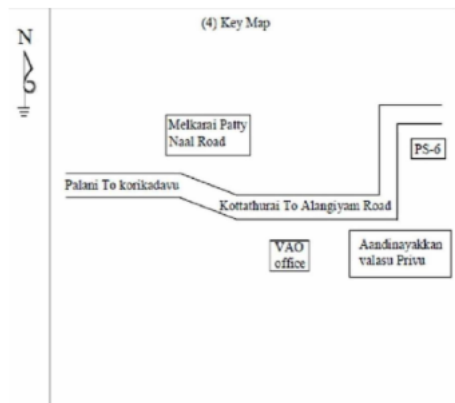 (4) Key Map
N
Melkarai Patty
Naal Road
PS-6
Palani To korikadavu
Kottathurai To Alangiyam Road
VAO
office
Aandinayakkan
valasu Privu